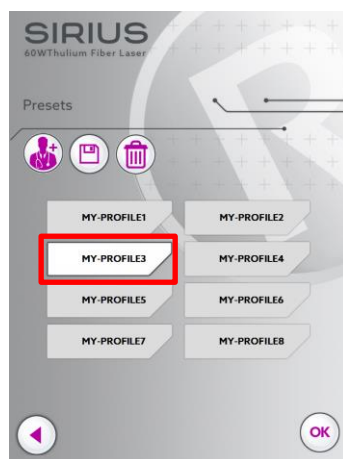 SIRIUS
60WThulium Fiber Laser
Presets
MY-PROFILE1
MY-PROFILE2
MY-PROFILE3
MY-PROFILE4
MY-PROFILE5
MY-PROFILE6
MY-PROFILE7
MY-PROFILE8
OK